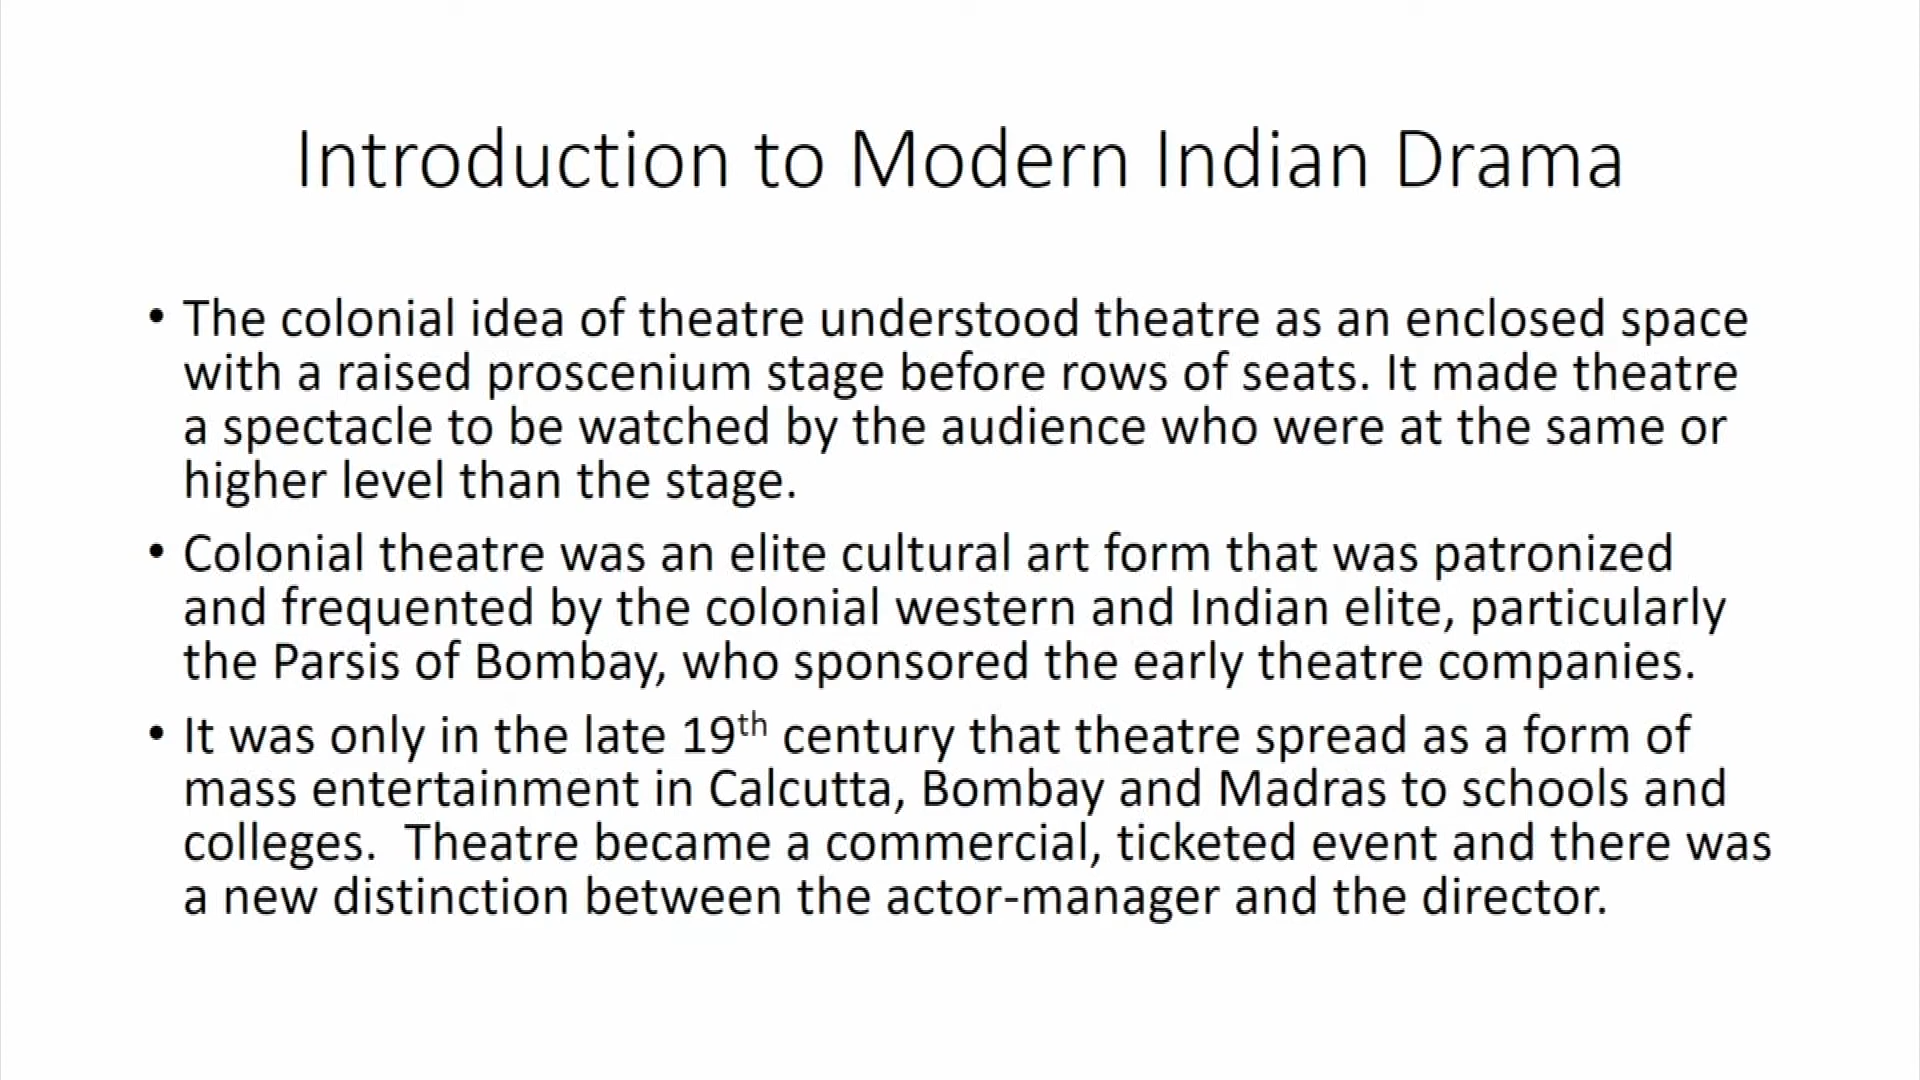 Introduction to Modern Indian Drama
• The colonial idea of theatre understood theatre as an enclosed space
with a raised proscenium stage before rows of seats. It made theatre
a spectacle to be watched by the audience who were at the same or
higher level than the stage.
• Colonial theatre was an elite cultural art form that was patronized
and frequented by the colonial western and Indian elite, particularly
the Parsis of Bombay, who sponsored the early theatre companies.
• It was only in the late 19th century that theatre spread as a form of
mass entertainment in Calcutta, Bombay and Madras to schools and
colleges.  Theatre became a commercial, ticketed event and there was
a new distinction between the actor-manager and the director.